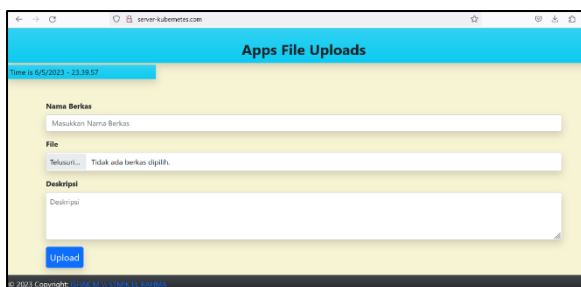 server-kubernetes.com
Apps File Uploads
Time is 6/5/2023 - 23.39.57
Nama Berkas
Masukkan Nama Berkas
File
Telusuri... Tidak ada berkas dipilih.
Deskripsi
Deskripsi
Upload
© 2023 Copyright: